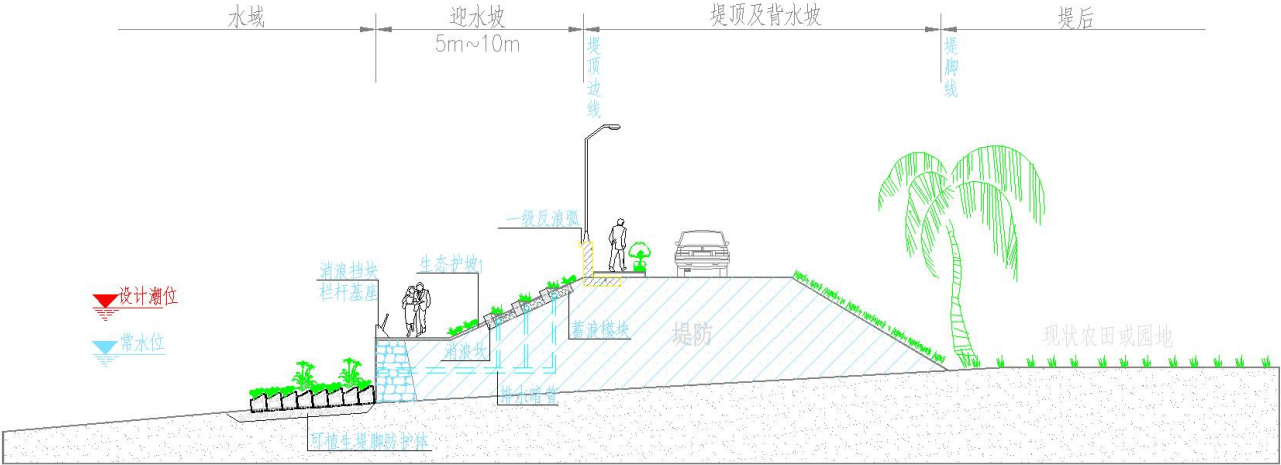 水域
迎水坡
堤顶及背水坡
堤后
5m~10m
堤顶边线
堤脚线
一级反浪弧
消浪挡块
栏杆基座
生态护坡1
设计潮位
常水位
消浪块
蓄浪模块
堤防
现状农田或园地
排水暗管
可植生堤脚防护体